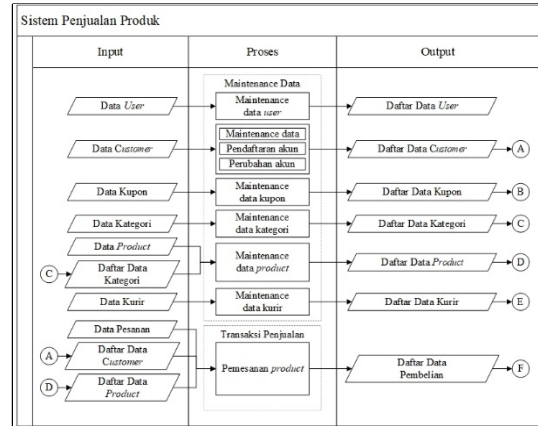 Sistem Penjualan Produk
Input
Proses
Output
Maintenance Data
Data User
Maintenance
data user
Daftar Data User
Data Customer
Maintenance data
Pendaftaran akun
Perubahan akun
Daftar Data Customer
A
Data Kupon
Maintenance
data kupon
Daftar Data Kupon
B
Data Kategori
Maintenance
data kategori
Daftar Data Kategori
C
Data Product
C
Daftar Data
Kategori
Maintenance
data product
Daftar Data Product
D
Data Kurir
Maintenance
data kurir
Daftar Data Kurir
E
Transaksi Penjualan
Data Pesanan
A
Daftar Data
Customer
D
Daftar Data
Product
Pemesanan product
Daftar Data
Pembelian
F